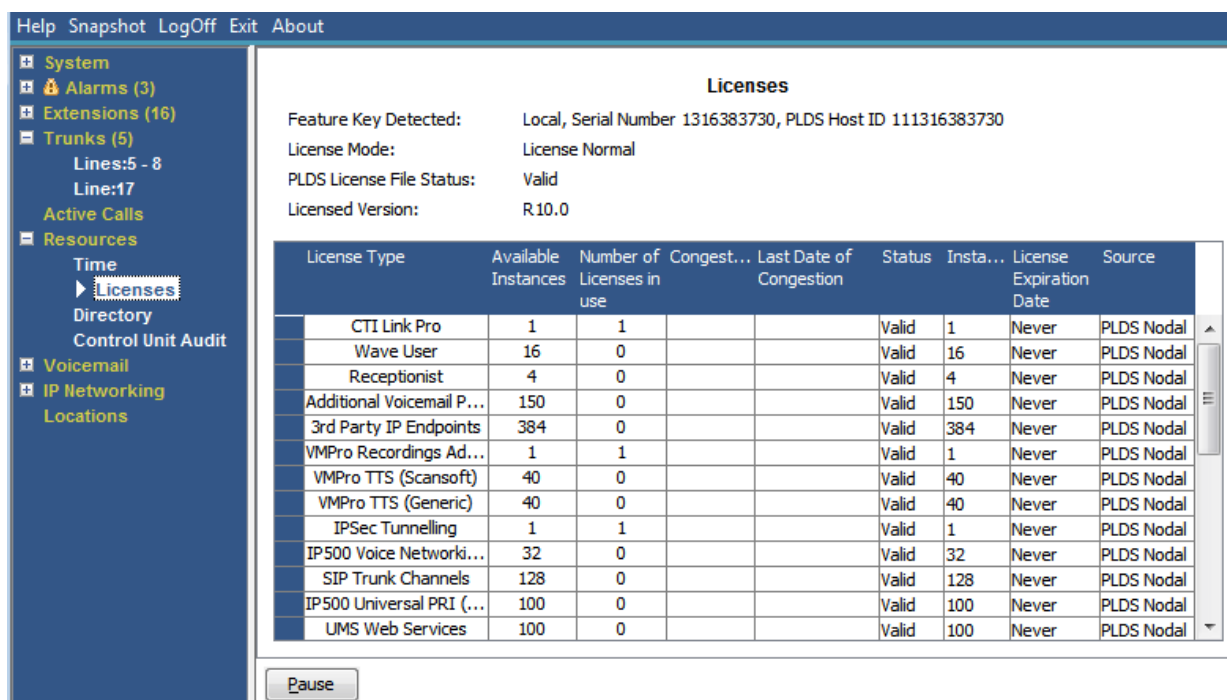 Help Snapshot LogOff Exit About
System
Alarms (3)
Extensions (16)
Trunks (5)
Lines:5 - 8
Line:17
Active Calls
Resources
Time
Licenses
Directory
Control Unit Audit
Voicemail
IP Networking
Locations
Licenses
Feature Key Detected: Local, Serial Number 1316383730, PLDS Host ID 111316383730
License Mode: License Normal
PLDS License File Status: Valid
Licensed Version: R10.0
License Type Available Number of Congest... Last Date of Status Insta... License Source
Instances Licenses in Congestion Expiration
use Date
CTI Link Pro 1 1 Valid 1 Never PLDS Nodal
Wave User 16 0 Valid 16 Never PLDS Nodal
Receptionist 4 0 Valid 4 Never PLDS Nodal
Additional Voicemail P... 150 0 Valid 150 Never PLDS Nodal
3rd Party IP Endpoints 384 0 Valid 384 Never PLDS Nodal
VMPro Recordings Ad... 1 1 Valid 1 Never PLDS Nodal
VMPro TTS (Scansoft) 40 0 Valid 40 Never PLDS Nodal
VMPro TTS (Generic) 40 0 Valid 40 Never PLDS Nodal
IPSec Tunnelling 1 1 Valid 1 Never PLDS Nodal
IP500 Voice Networki... 32 0 Valid 32 Never PLDS Nodal
SIP Trunk Channels 128 0 Valid 128 Never PLDS Nodal
IP500 Universal PRI (... 100 0 Valid 100 Never PLDS Nodal
UMS Web Services 100 0 Valid 100 Never PLDS Nodal
Pause